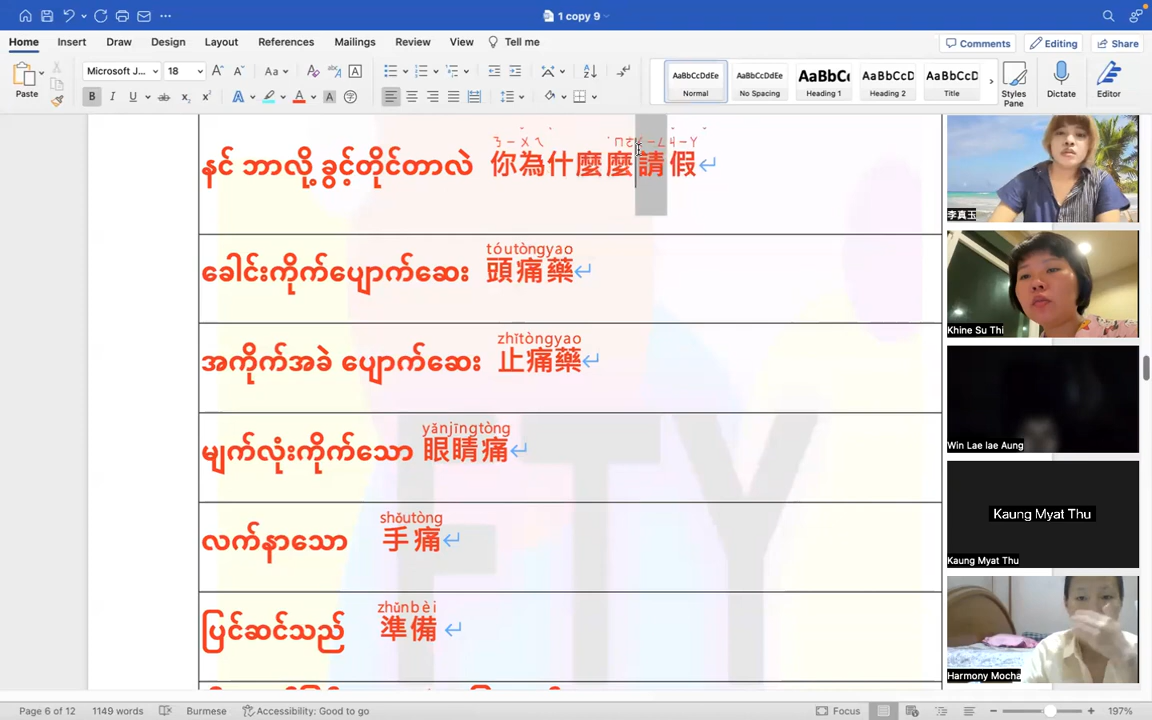 1 copy 9
Home Insert Draw Design Layout References Mailings Review View Tell me
Comments Editing Share
Paste
Microsoft J... 18
Aa
AaBbCcDdEe Normal
AaBbCcDdEe No Spacing
AaBbC Heading 1
AaBbCcD Heading 2
AaBbCcD Title
Styles Pane
Dictate
Editor
နင် ဘာလို့ ခွင့်တိုင်တာလဲ 你為什麼麼請假
tóutòngyao
ခေါင်းကိုက်ပျောက်ဆေး 頭痛藥
zhǐtòngyao
အကိုက်အခဲ ပျောက်ဆေး 止痛藥
yǎnjīngtòng
မျက်လုံးကိုက်သော 眼睛痛
shǒutòng
လက်နာသော 手痛
zhǔnbèi
ပြင်ဆင်သည် 準備
FTY
李真玉
Khine Su Thi
Win Lae lae Aung
Kaung Myat Thu
Kaung Myat Thu
Harmony Mocha
Page 6 of 12 1149 words Burmese Accessibility: Good to go Focus 197%